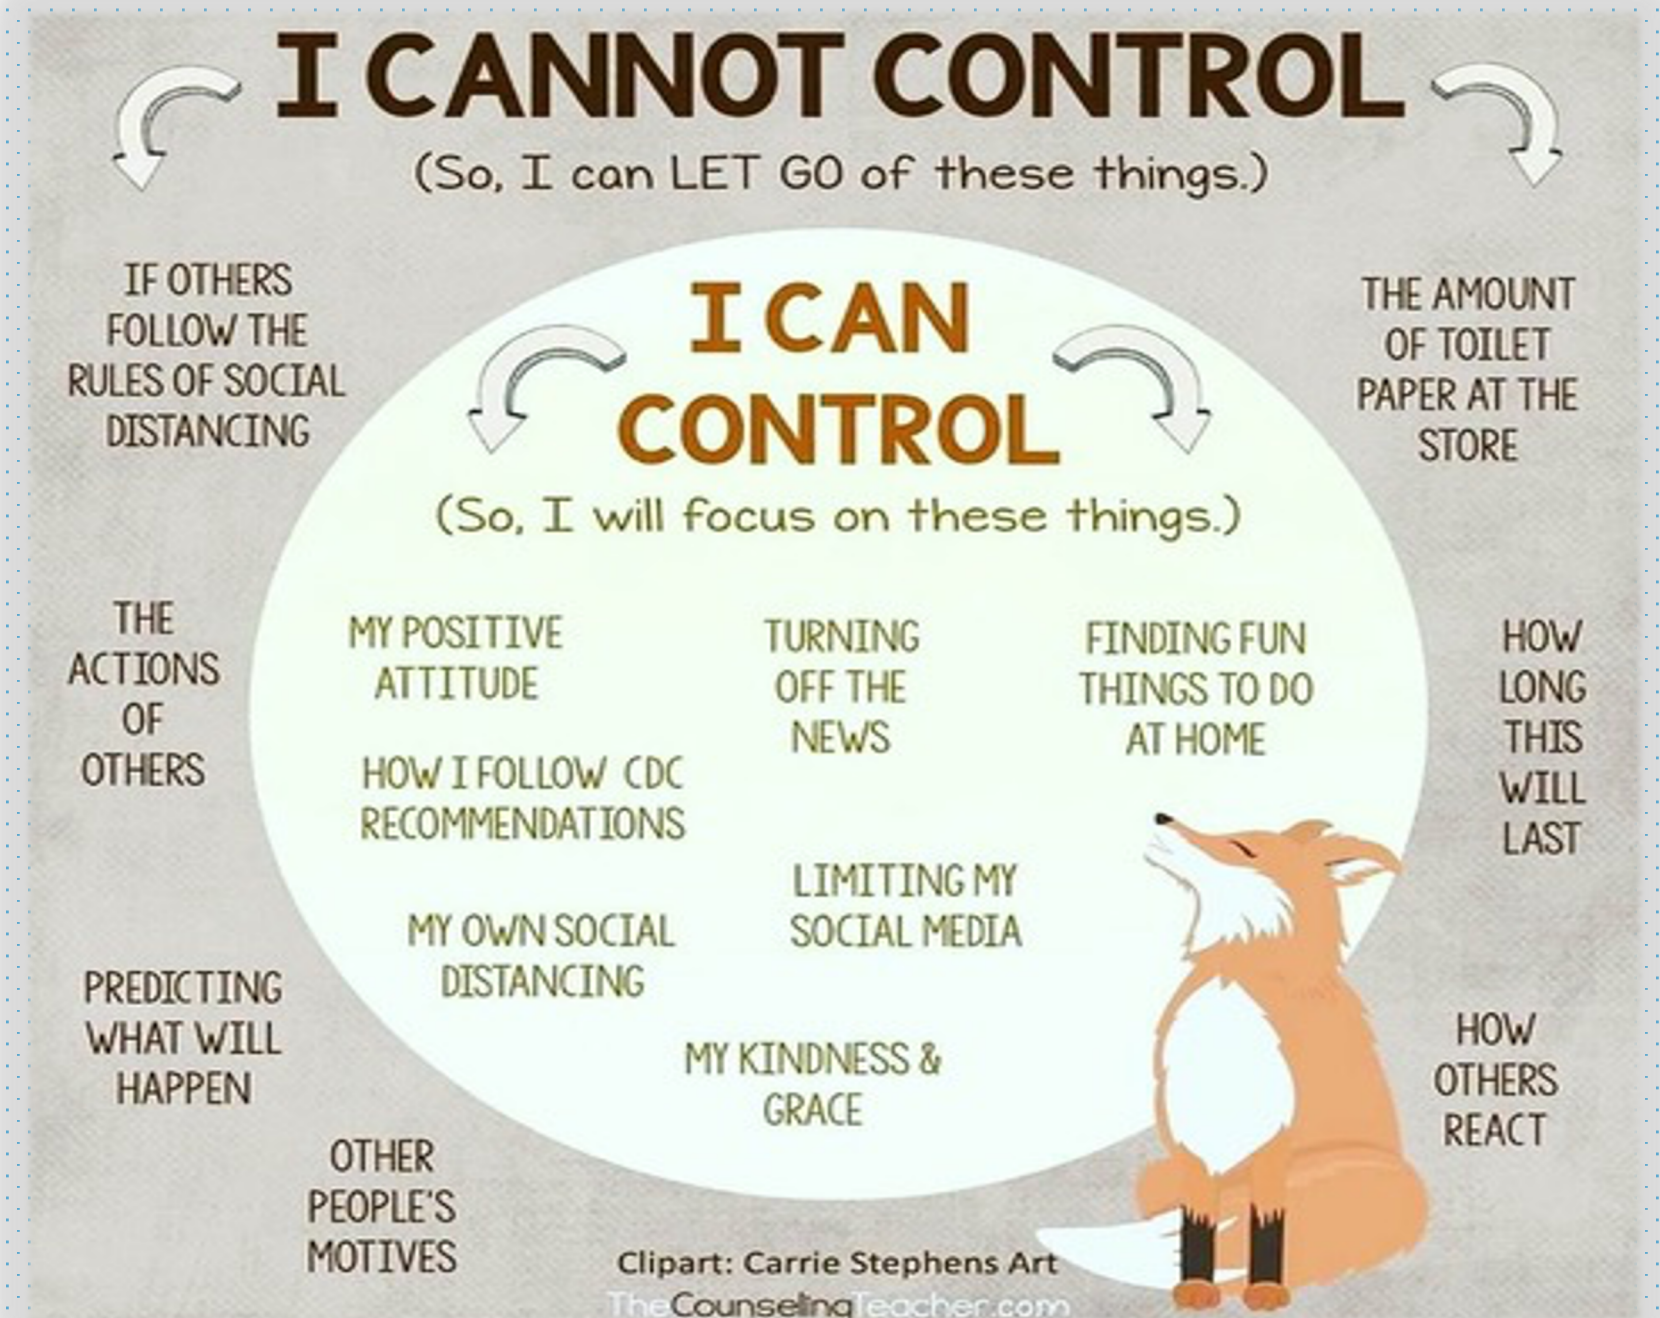 I CANNOT CONTROL
(So, I can LET GO of these things.)
IF OTHERS
FOLLOW THE
RULES OF SOCIAL
DISTANCING
THE AMOUNT
OF TOILET
PAPER AT THE
STORE
I CAN
CONTROL
(So, I will focus on these things.)
THE
ACTIONS
OF
OTHERS
MY POSITIVE
ATTITUDE
TURNING
OFF THE
NEWS
FINDING FUN
THINGS TO DO
AT HOME
HOW
LONG
THIS
WILL
LAST
HOW I FOLLOW CDC
RECOMMENDATIONS
LIMITING MY
SOCIAL MEDIA
MY OWN SOCIAL
DISTANCING
PREDICTING
WHAT WILL
HAPPEN
MY KINDNESS &
GRACE
HOW
OTHERS
REACT
OTHER
PEOPLE'S
MOTIVES
Clipart: Carrie Stephens Art
TheCounselingTeacher.com